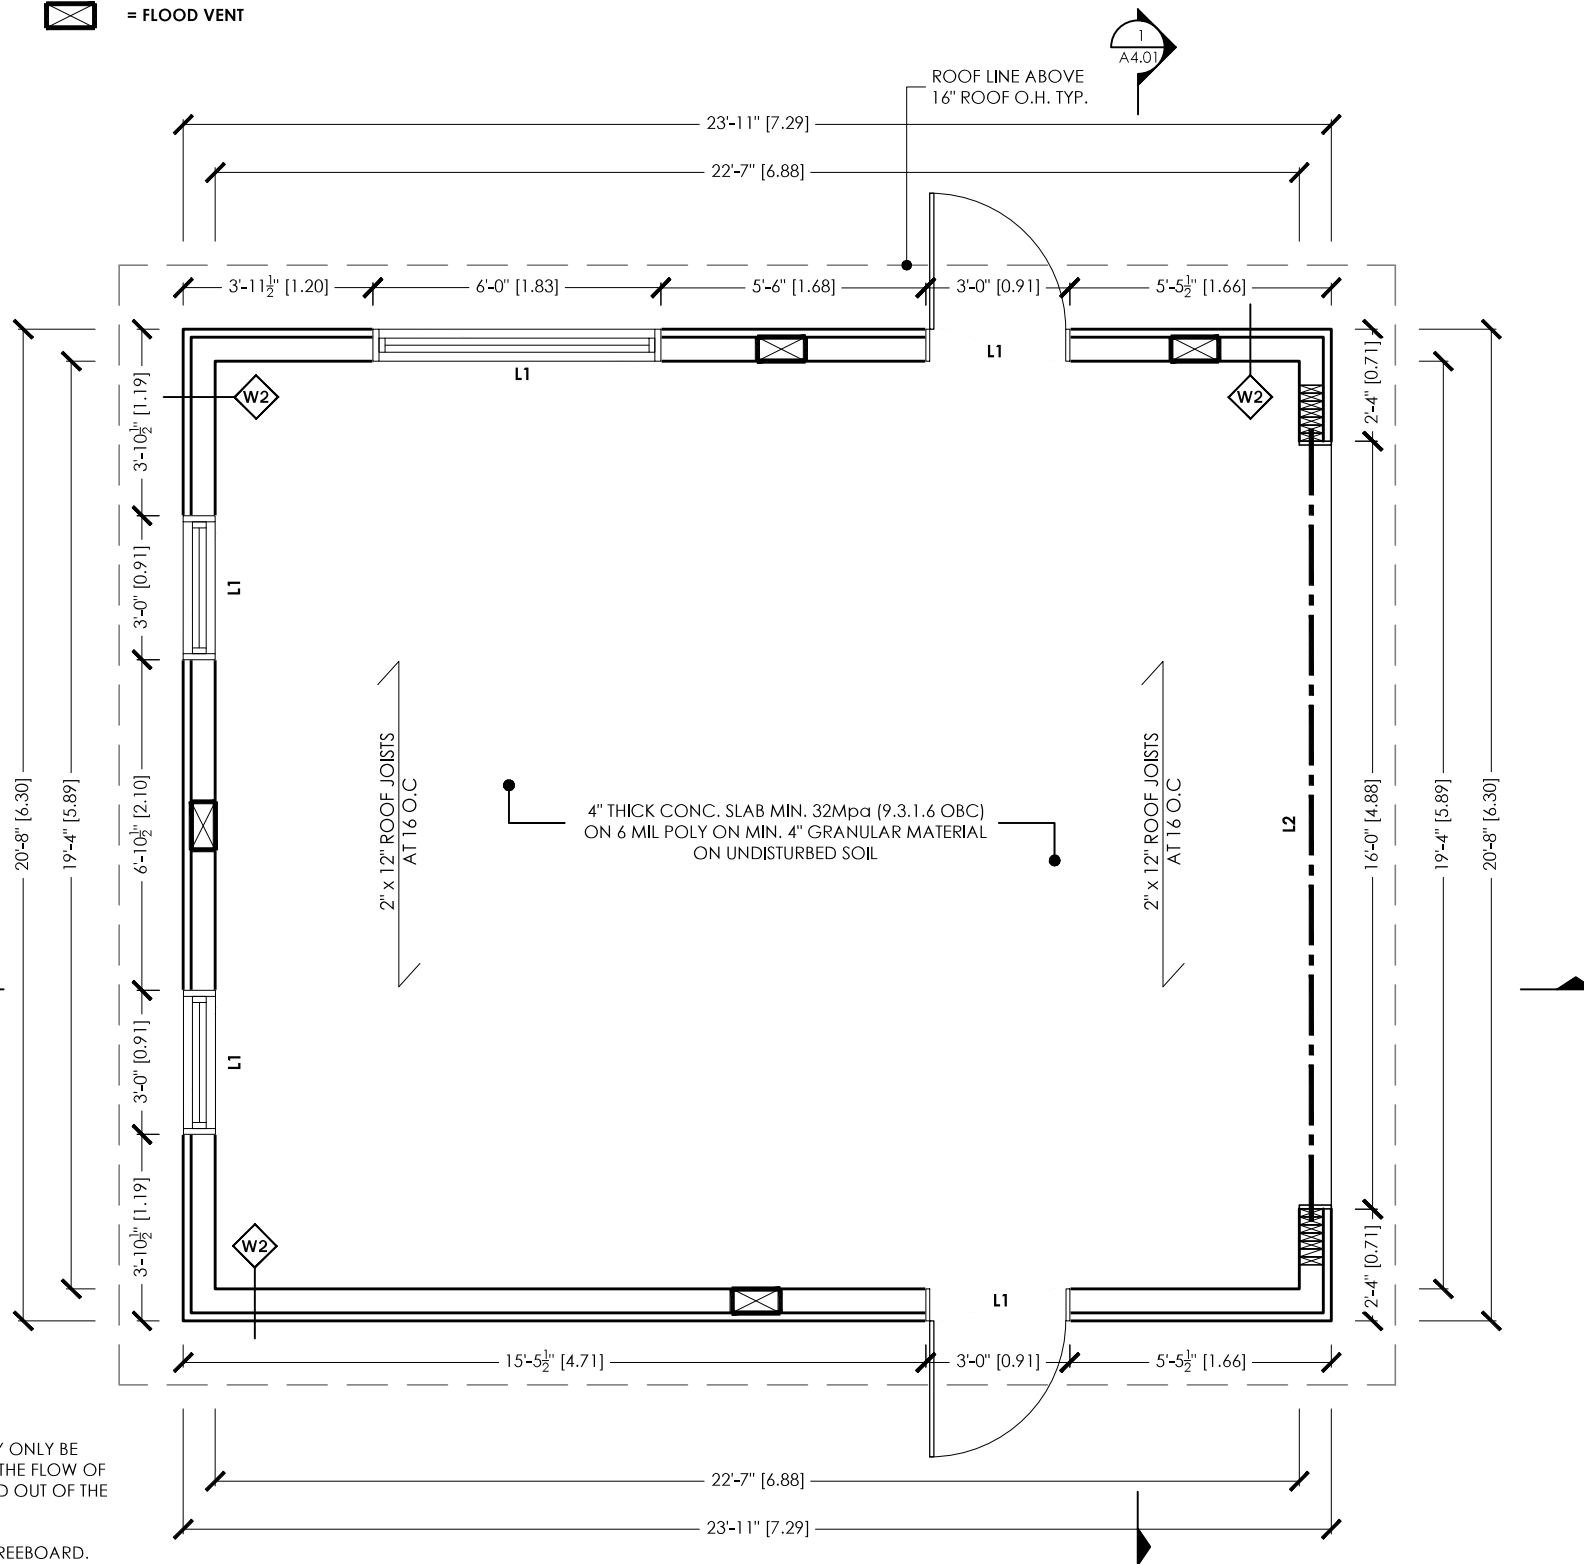 = FLOOD VENT
1
A4.01
ROOF LINE ABOVE
16" ROOF O.H. TYP.
23'-11" [7.29]
22'-7" [6.88]
3'-11½" [1.20]
6'-0" [1.83]
5'-6" [1.68]
3'-0" [0.91]
5'-5½" [1.66]
L1
L1
W2
W2
3'-10½" [1.19]
2'-4" [0.71]
3'-0" [0.91]
L1
20'-8" [6.30]
19'-4" [5.89]
6'-10½" [2.10]
2" x 12" ROOF JOISTS
AT 16 O.C
4" THICK CONC. SLAB MIN. 32Mpa (9.3.1.6 OBC)
ON 6 MIL POLY ON MIN. 4" GRANULAR MATERIAL
ON UNDISTURBED SOIL
2" x 12" ROOF JOISTS
AT 16 O.C
L2
16'-0" [4.88]
19'-4" [5.89]
20'-8" [6.30]
3'-0" [0.91]
L1
3'-10½" [1.19]
W2
L1
2'-4" [0.71]
15'-5½" [4.71]
3'-0" [0.91]
5'-5½" [1.66]
Y ONLY BE
THE FLOW OF
D OUT OF THE
REEBOARD.
22'-7" [6.88]
23'-11" [7.29]